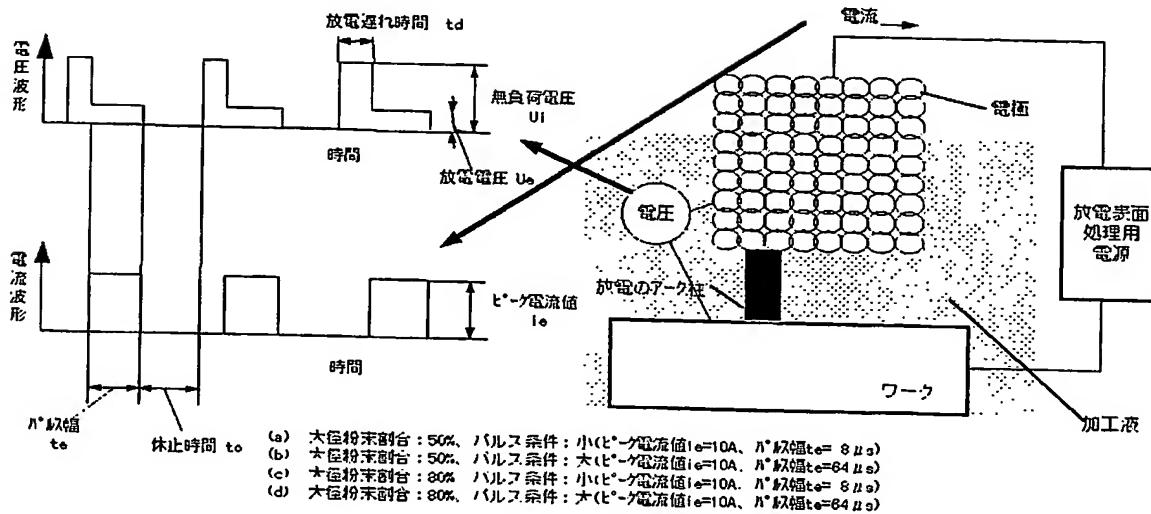 放電遅れ時間 td
電圧波形
無負荷電圧
Ui
時間
放電電圧 Ue
電流波形
ピーク電流値
ie
時間
パルス幅
te
休止時間 to
電流
電極
電圧
放電表面
処理用
電源
放電のアーク柱
ワーク
加工液
(a) 大径粉末割合:50%、パルス条件:小(ピーク電流値ie=10A、パルス幅te= 8μs)
(b) 大径粉末割合:50%、パルス条件:大(ピーク電流値ie=10A、パルス幅te=64μs)
(c) 大径粉末割合:80%、パルス条件:小(ピーク電流値ie=10A、パルス幅te= 8μs)
(d) 大径粉末割合:80%、パルス条件:大(ピーク電流値ie=10A、パルス幅te=64μs)